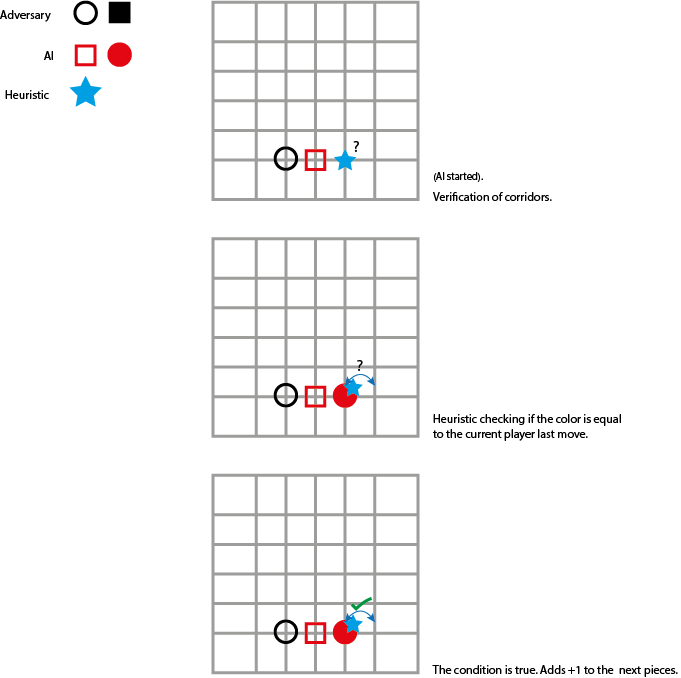 Adversary
AI
Heuristic
?
(AI started).
Verification of corridors.
?
Heuristic checking if the color is equal
to the current player last move.
The condition is true. Adds +1 to the next pieces.